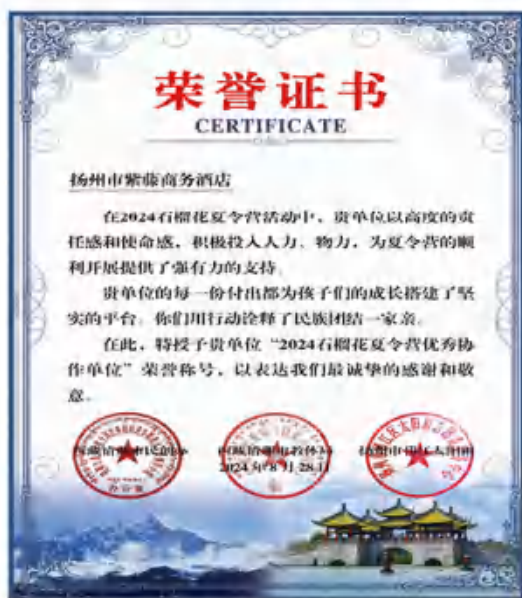 荣誉证书
CERTIFICATE
扬州市紫藤商务酒店
在2024石榴花夏令营活动中，贵单位以高度的责
任感和使命感，积极投入人力、物力，为夏令营的顺
利开展提供了强有力的支持。
贵单位的每一份付出都为孩子们的成长搭建了坚
实的平台。你们用行动诠释了民族团结一家亲。
在此，特授予贵单位“2024石榴花夏令营优秀协
作单位”荣誉称号，以表达我们最诚挚的感谢和敬
意。
2024年8月28日